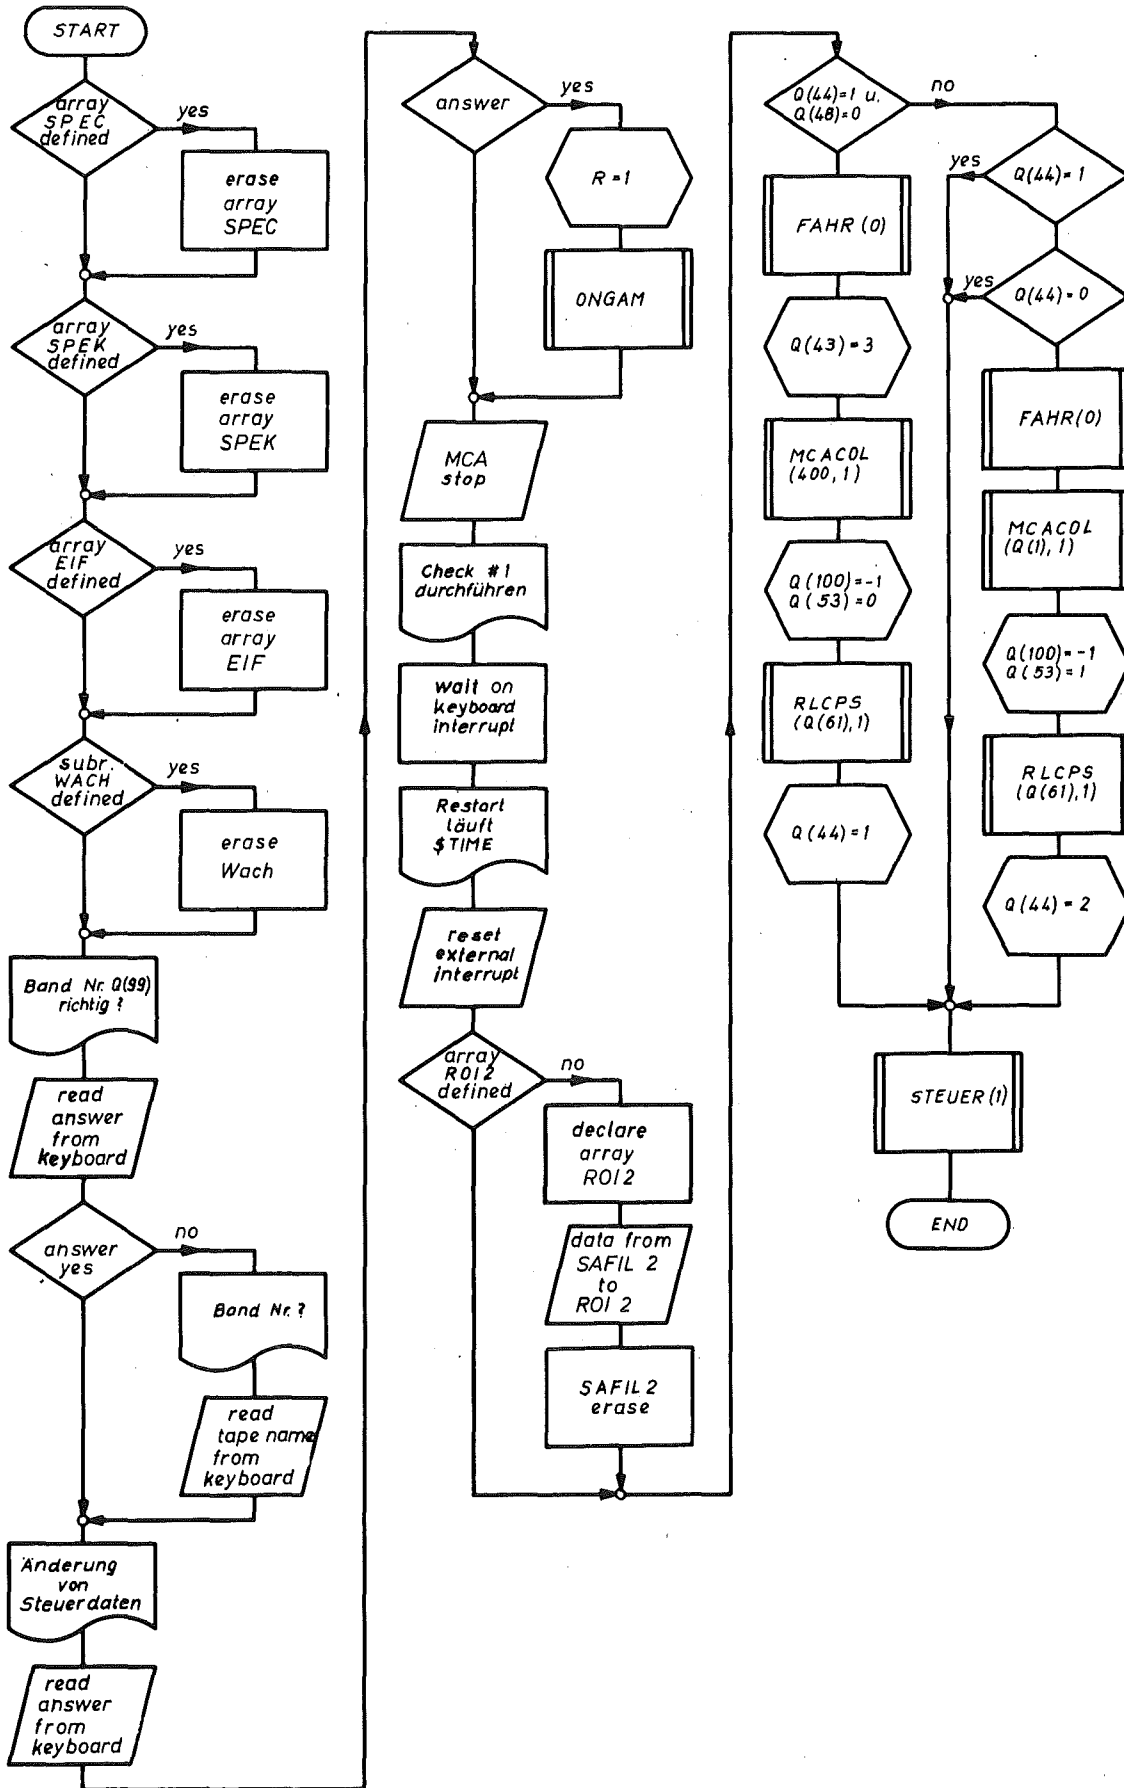 START
array
SPEC
defined
yes
erase
array
SPEC
array
SPEK
defined
yes
erase
array
SPEK
array
EIF
defined
yes
erase
array
EIF
subr.
WACH
defined
yes
erase
Wach
Band Nr. Q(99)
richtig ?
read
answer
from
keyboard
answer
yes
no
Band Nr. ?
read
tape name
from
keyboard
Änderung
von
Steuerdaten
read
answer
from
keyboard
answer
yes
R = 1
ONGAM
MCA
stop
Check #1
durchführen
wait on
keyboard
interrupt
Restart
läuft
$TIME
reset
external
interrupt
array
ROI2
defined
no
declare
array
ROI2
data from
SAFIL 2
to
ROI 2
SAFIL 2
erase
Q(44)=1 u.
Q(48)=0
no
FAHR (0)
Q(43)=3
MCACOL
(400,1)
Q(100)=-1
Q(53)=0
RLCPS
(Q(61),1)
Q(44)=1
yes
Q(44)=1
yes
Q(44)=0
FAHR(0)
MCACOL
(Q(1),1)
Q(100)=-1
Q(53)=1
RLCPS
(Q(61),1)
Q(44)=2
STEUER(1)
END